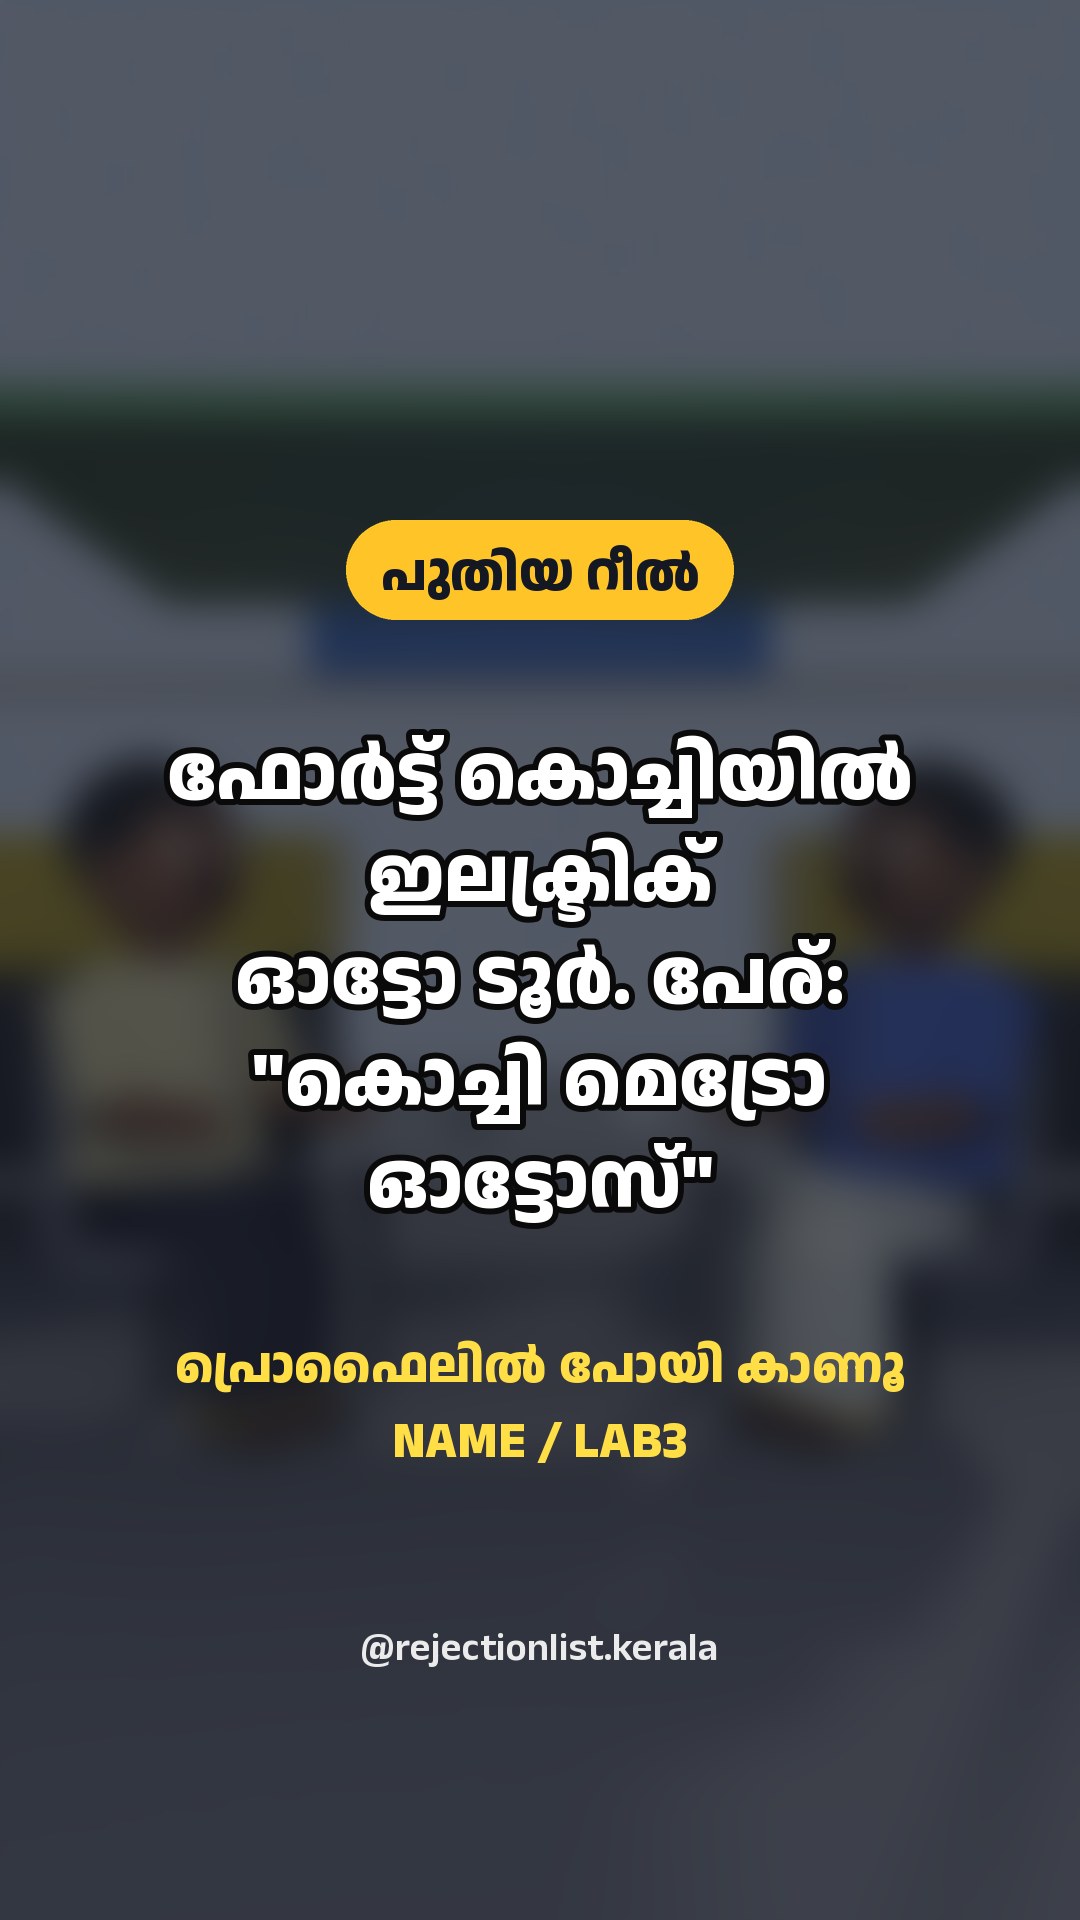 പുതിയ റീൽ
ഫോർട്ട് കൊച്ചിയിൽ
ഇലക്ട്രിക്
ഓട്ടോ ടൂർ. പേര്:
"കൊച്ചി മെട്രോ
ഓട്ടോസ്"
പ്രൊഫൈലിൽ പോയി കാണൂ
NAME / LAB3
@rejectionlist.kerala